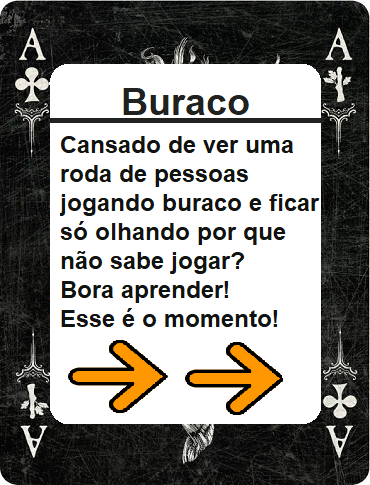 A A
Buraco
Cansado de ver uma
roda de pessoas
jogando buraco e ficar
só olhando por que
não sabe jogar?
Bora aprender!
Esse é o momento!
A A